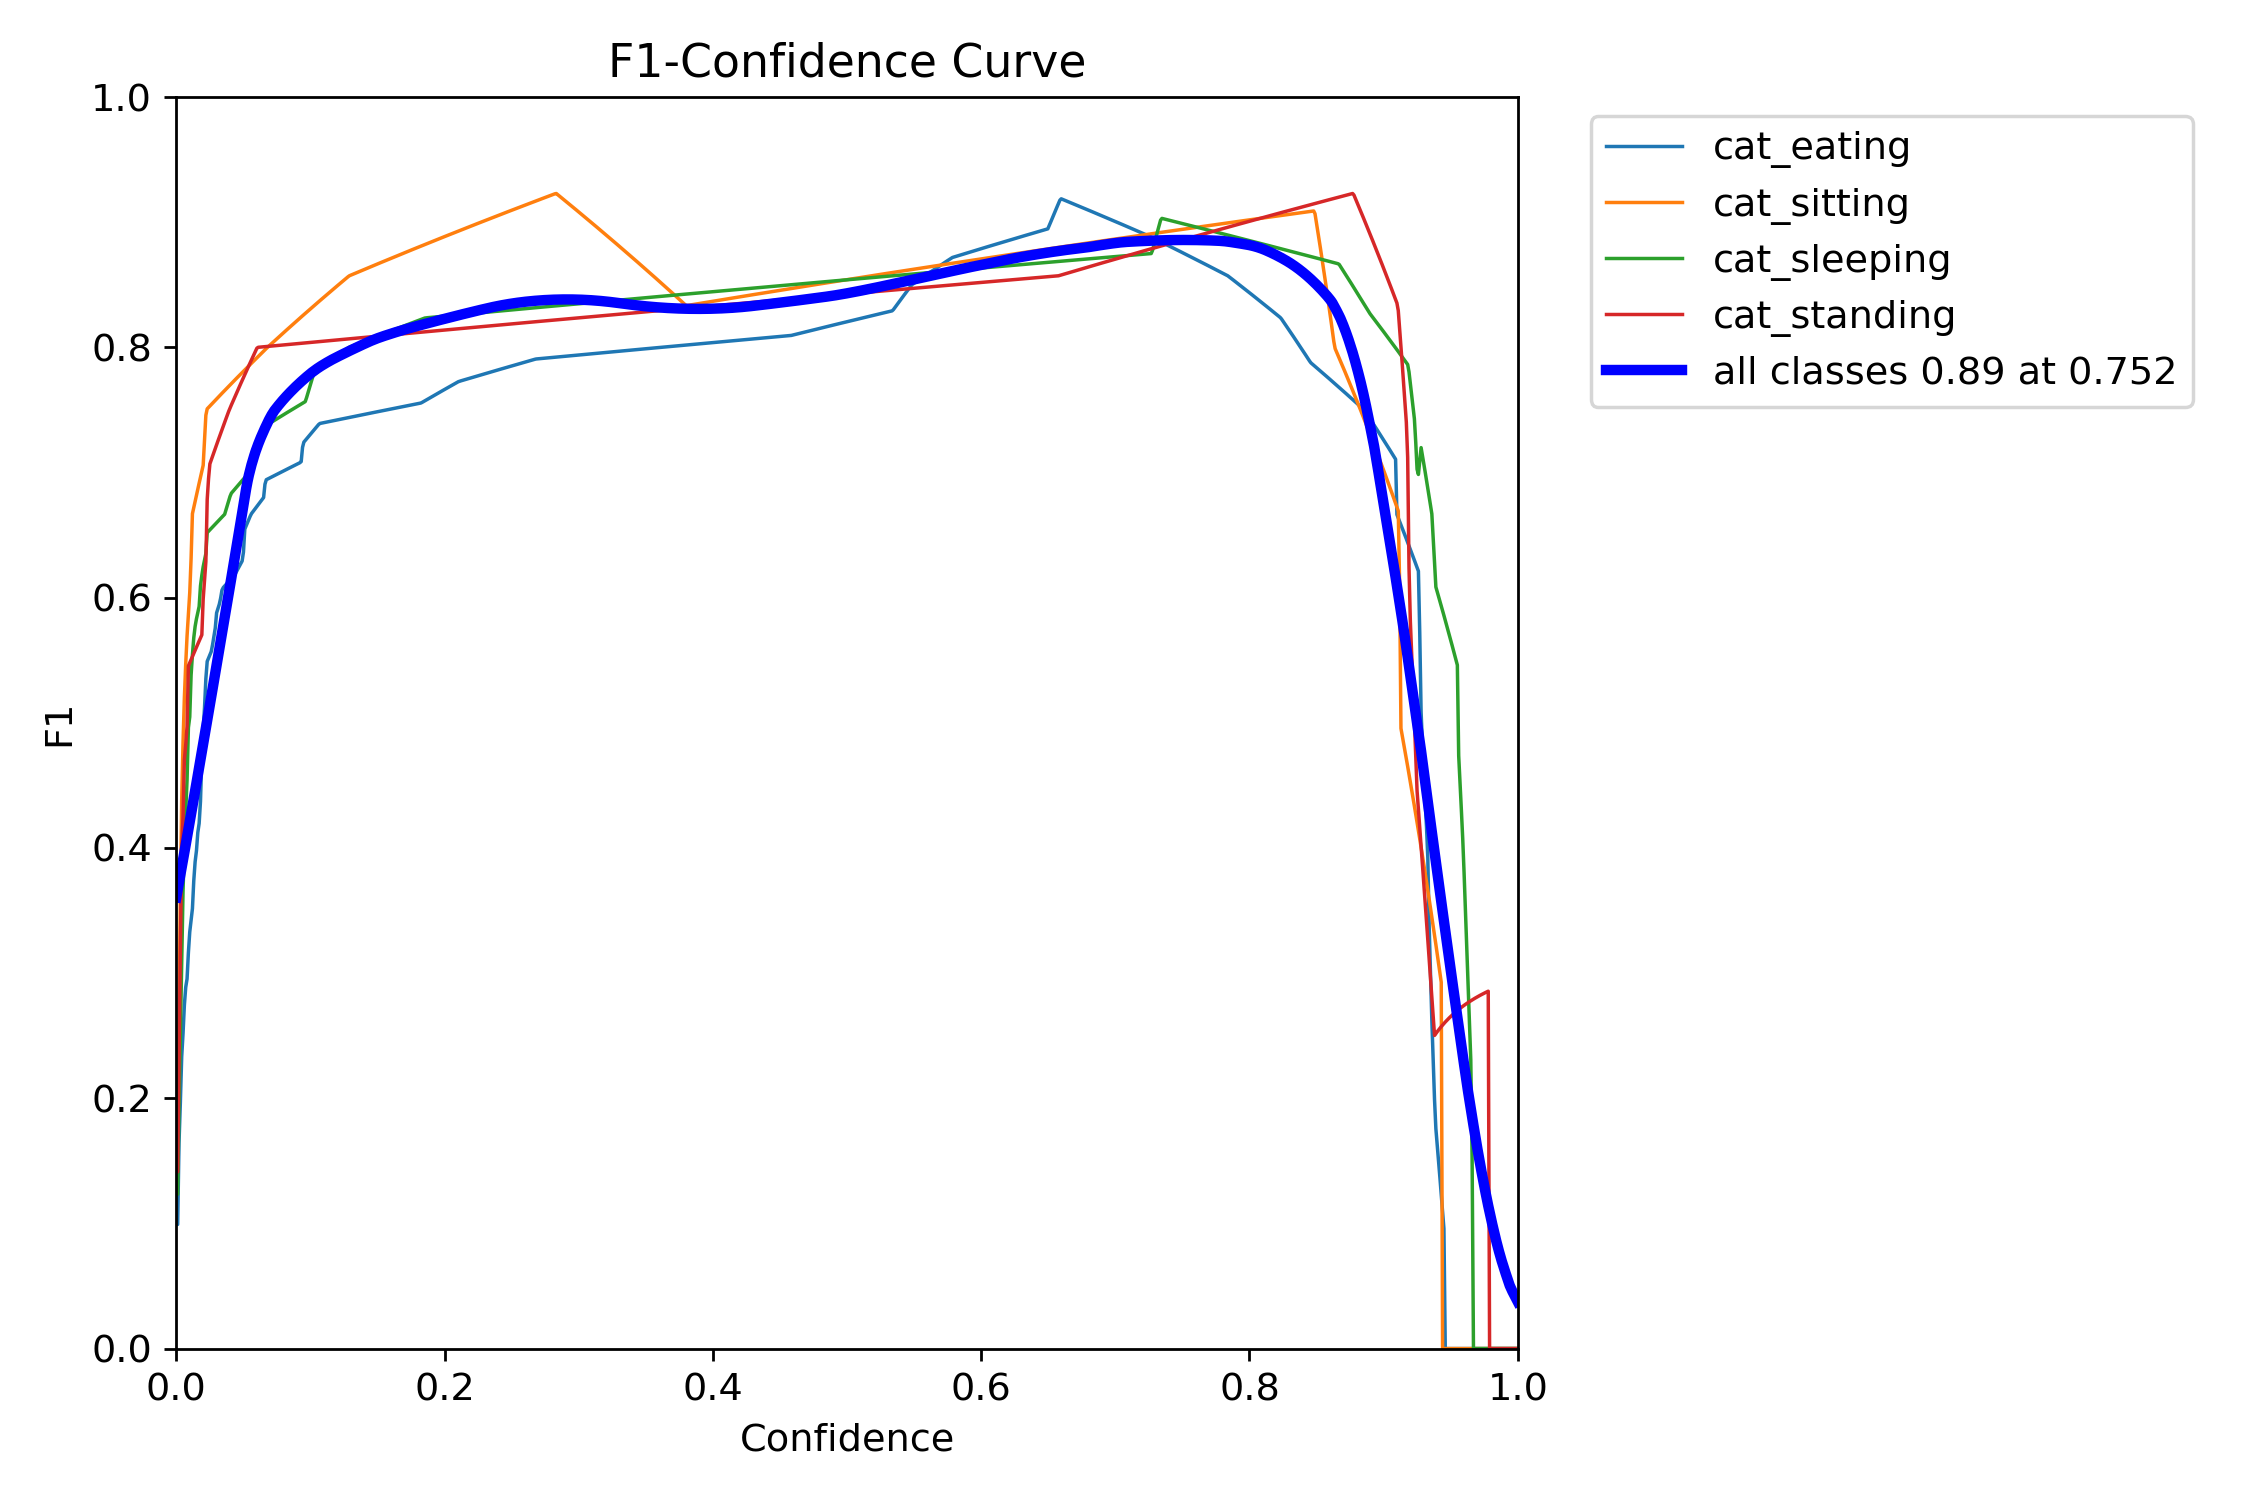 F1-Confidence Curve
1.0
0.8
0.6
0.4
0.2
0.0
F1
0.0 0.2 0.4 0.6 0.8 1.0
Confidence
cat_eating
cat_sitting
cat_sleeping
cat_standing
all classes 0.89 at 0.752